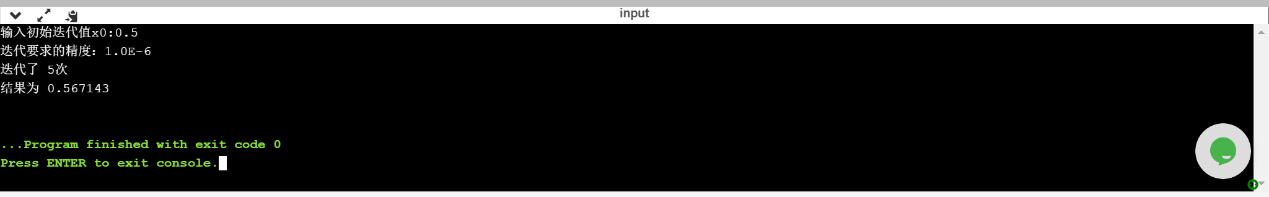 input
输入初始迭代值x0:0.5
迭代要求的精度: 1.0E-6
迭代了 5次
结果为 0.567143
...Program finished with exit code 0
Press ENTER to exit console.